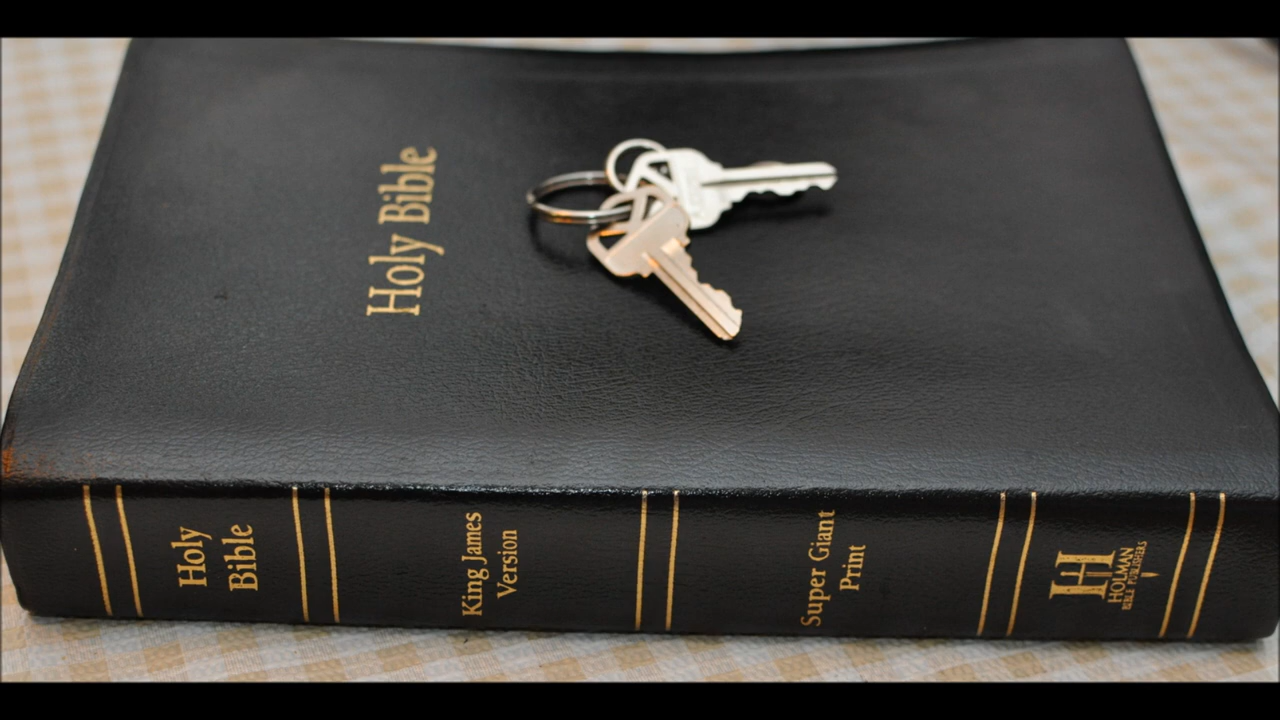 Holy Bible
Holy
Bible
King James
Version
Super Giant
Print
H
HOLMAN
BIBLE PUBLISHERS